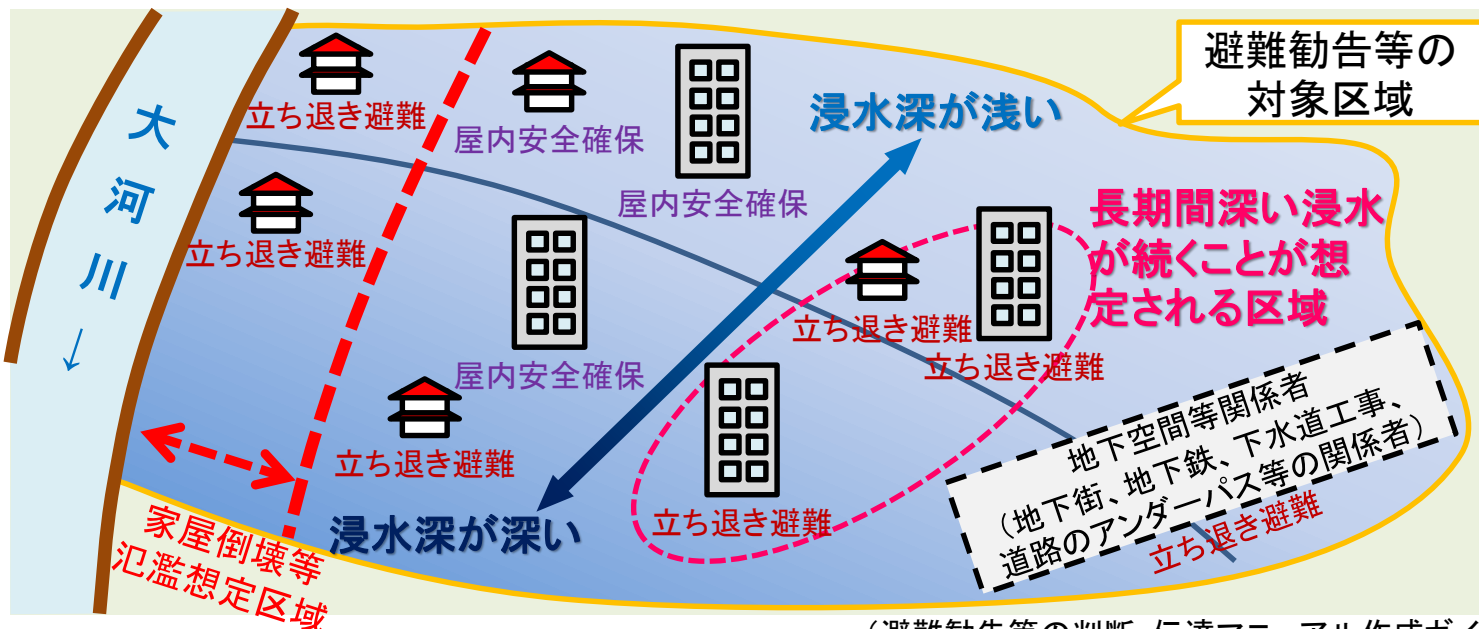 避難勧告等の
対象区域
大
河
川
↓
立ち退き避難
屋内安全確保
浸水深が浅い
屋内安全確保
立ち退き避難
長期間深い浸水
が続くことが想
定される区域
立ち退き避難
立ち退き避難
屋内安全確保
立ち退き避難
立ち退き避難
浸水深が深い
地下空間等関係者
（地下街、地下鉄、下水道工事、
道路のアンダーパス等の関係者）
立ち退き避難
家屋倒壊等
氾濫想定区域